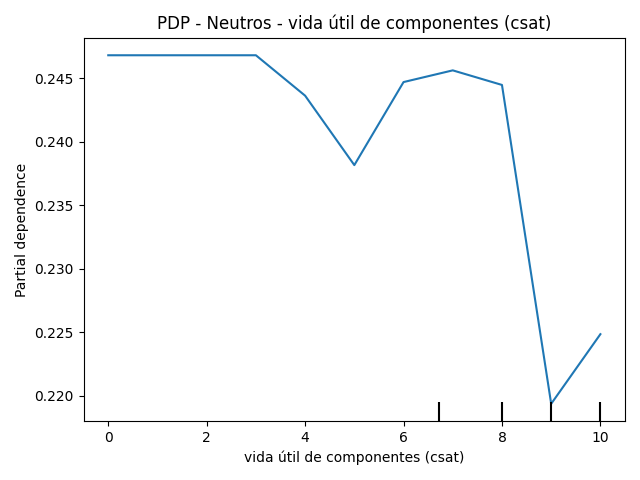 PDP - Neutros - vida útil de componentes (csat)
Partial dependence
0.245
0.240
0.235
0.230
0.225
0.220
0 2 4 6 8 10
vida útil de componentes (csat)